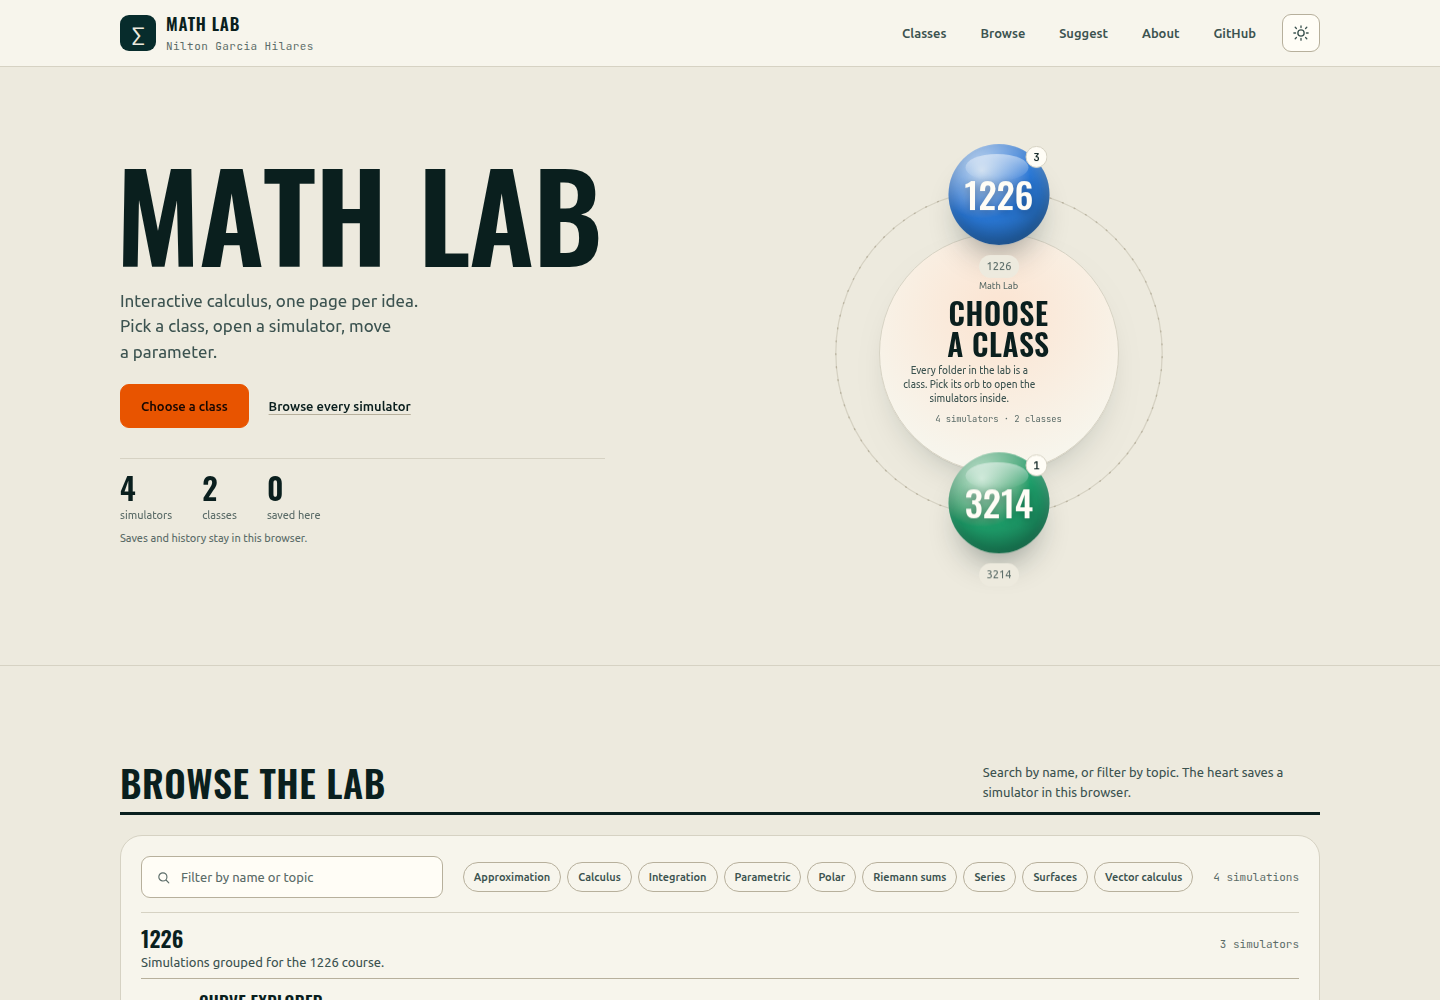 ∑
MATH LAB
Nilton Garcia Hilares
Classes
Browse
Suggest
About
GitHub
MATH LAB
Interactive calculus, one page per idea.
Pick a class, open a simulator, move
a parameter.
Choose a class
Browse every simulator
4
simulators
2
classes
0
saved here
Saves and history stay in this browser.
3
1226
1226
Math Lab
CHOOSE
A CLASS
Every folder in the lab is a
class. Pick its orb to open the
simulators inside.
4 simulators · 2 classes
1
3214
3214
BROWSE THE LAB
Search by name, or filter by topic. The heart saves a
simulator in this browser.
Filter by name or topic
Approximation
Calculus
Integration
Parametric
Polar
Riemann sums
Series
Surfaces
Vector calculus
4 simulations
1226
3 simulators
Simulations grouped for the 1226 course.
CURVE EXPLORER